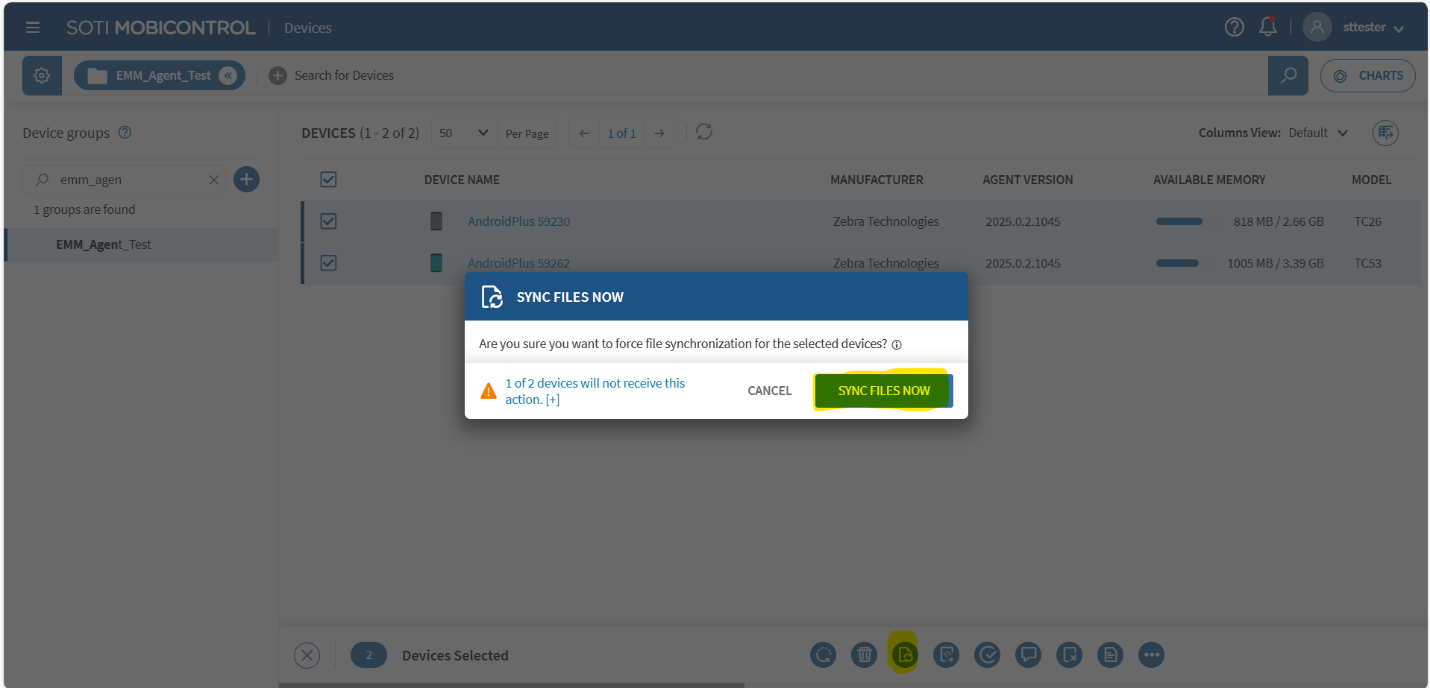 SOTI MOBICONTROL Devices sttester
EMM_Agent_Test « Search for Devices CHARTS
Device groups
DEVICES (1 - 2 of 2) 50 Per Page 1 of 1 Columns View: Default
emm_agen
1 groups are found
EMM_Agent_Test
DEVICE NAME MANUFACTURER AGENT VERSION AVAILABLE MEMORY MODEL
AndroidPlus 59230 Zebra Technologies 2025.0.2.1045 818 MB / 2.66 GB TC26
AndroidPlus 59262 Zebra Technologies 2025.0.2.1045 1005 MB / 3.39 GB TC53
SYNC FILES NOW
Are you sure you want to force file synchronization for the selected devices?
1 of 2 devices will not receive this
action. [+]
CANCEL SYNC FILES NOW
2 Devices Selected